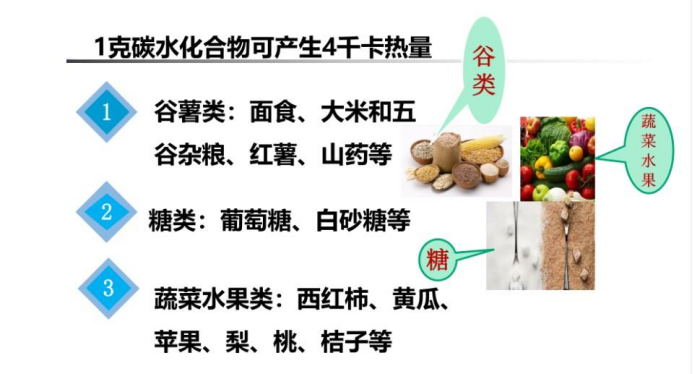 1克碳水化合物可产生4千卡热量
谷类
1
谷薯类：面食、大米和五
谷杂粮、红薯、山药等
蔬菜水果
2
糖类：葡萄糖、白砂糖等
糖
3
蔬菜水果类：西红柿、黄瓜、
苹果、梨、桃、桔子等